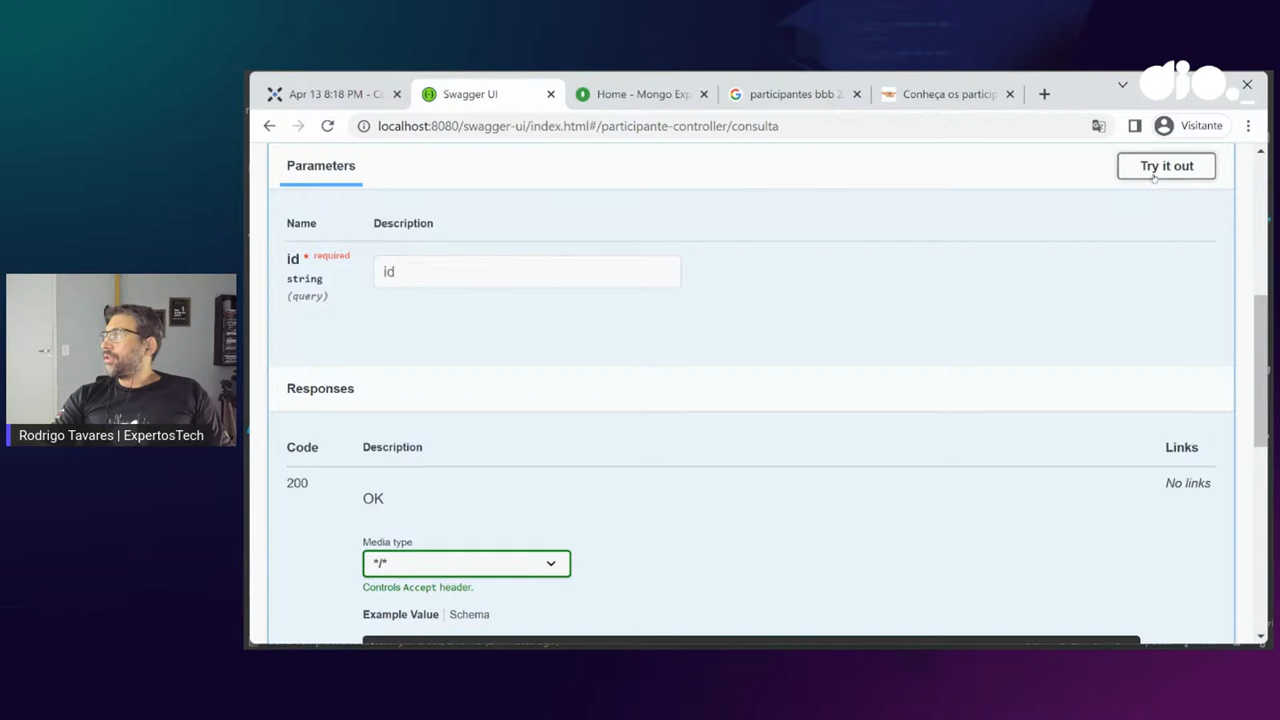 dio._
Apr 13 8:18 PM - C
Swagger UI
Home - Mongo Exp
participantes bbb 2
Conheça os particip
localhost:8080/swagger-ui/index.html#/participante-controller/consulta
Visitante
Parameters
Try it out
Name
Description
id * required
string
(query)
id
Responses
Code
Description
Links
200
OK
No links
Media type
*/*
Controls Accept header.
Example Value
Schema
Rodrigo Tavares | ExpertosTech